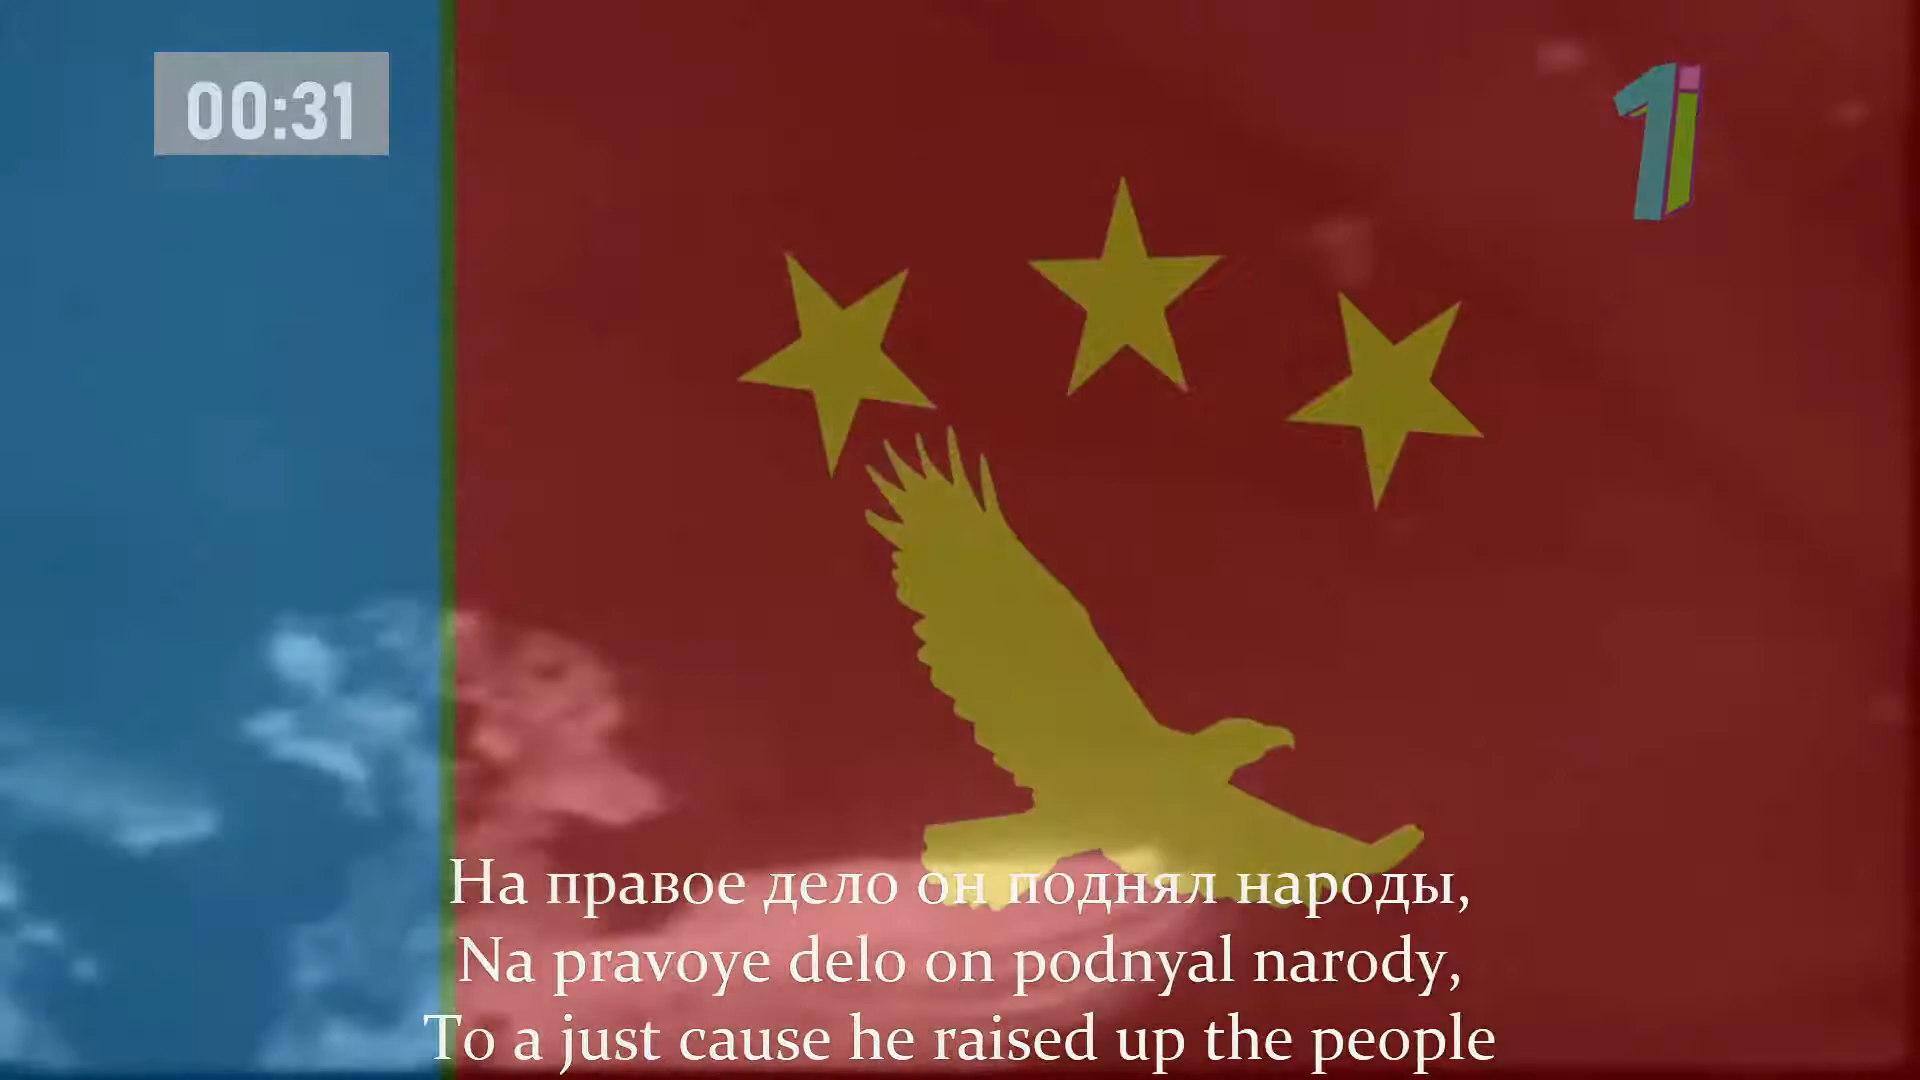 00:31
1
На правое дело он поднял народы,
Na pravoye delo on podnyal narody,
To a just cause he raised up the people